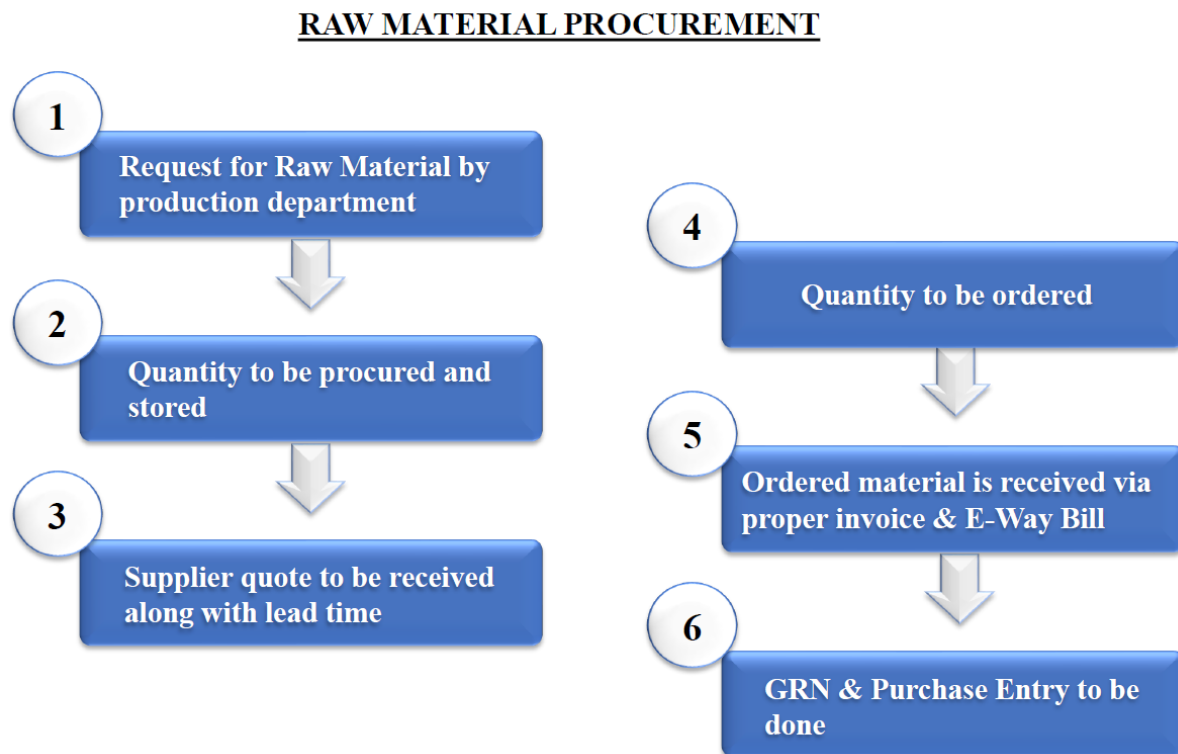 RAW MATERIAL PROCUREMENT
1
Request for Raw Material by
production department
2
Quantity to be procured and
stored
3
Supplier quote to be received
along with lead time
4
Quantity to be ordered
5
Ordered material is received via
proper invoice & E-Way Bill
6
GRN & Purchase Entry to be
done